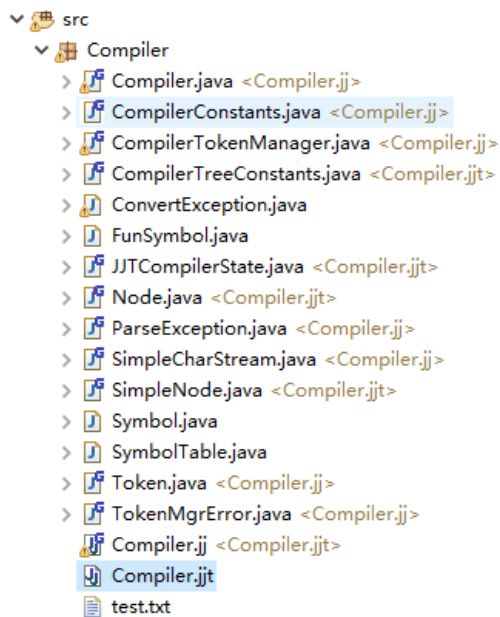 src
Compiler
Compiler.java <Compiler.jj>
CompilerConstants.java <Compiler.jj>
CompilerTokenManager.java <Compiler.jj>
CompilerTreeConstants.java <Compiler.jjt>
ConvertException.java
FunSymbol.java
JJTCompilerState.java <Compiler.jjt>
Node.java <Compiler.jjt>
ParseException.java <Compiler.jj>
SimpleCharStream.java <Compiler.jj>
SimpleNode.java <Compiler.jjt>
Symbol.java
SymbolTable.java
Token.java <Compiler.jj>
TokenMgrError.java <Compiler.jj>
Compiler.jj <Compiler.jjt>
Compiler.jjt
test.txt